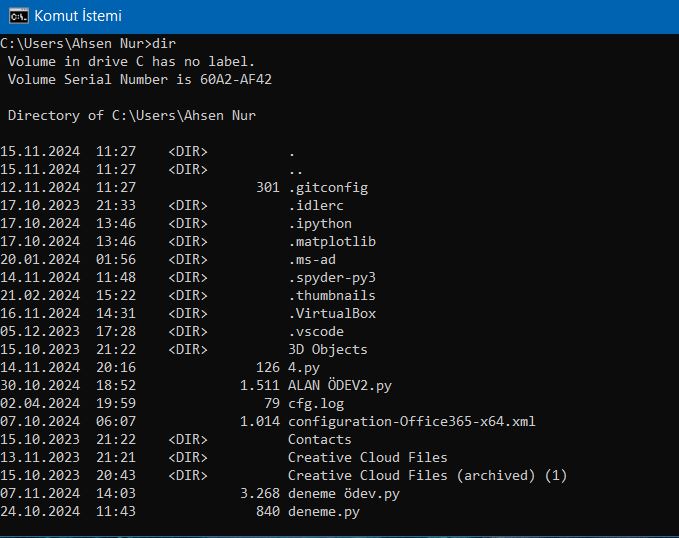 Komut İstemi
C:\Users\Ahsen Nur>dir
 Volume in drive C has no label.
 Volume Serial Number is 60A2-AF42

 Directory of C:\Users\Ahsen Nur

15.11.2024  11:27    <DIR>          .
15.11.2024  11:27    <DIR>          ..
12.11.2024  11:27               301 .gitconfig
17.10.2023  21:33    <DIR>          .idlerc
17.10.2024  13:46    <DIR>          .ipython
17.10.2024  13:46    <DIR>          .matplotlib
20.01.2024  01:56    <DIR>          .ms-ad
14.11.2024  11:48    <DIR>          .spyder-py3
21.02.2024  15:22    <DIR>          .thumbnails
16.11.2024  14:31    <DIR>          .VirtualBox
05.12.2023  17:28    <DIR>          .vscode
15.10.2023  21:22    <DIR>          3D Objects
14.11.2024  20:16               126 4.py
30.10.2024  18:52             1.511 ALAN ÖDEV2.py
02.04.2024  19:59                79 cfg.log
07.10.2024  06:07             1.014 configuration-Office365-x64.xml
15.10.2023  21:22    <DIR>          Contacts
13.11.2023  21:21    <DIR>          Creative Cloud Files
15.10.2023  20:43    <DIR>          Creative Cloud Files (archived) (1)
07.11.2024  14:03             3.268 deneme ödev.py
24.10.2024  11:43               840 deneme.py